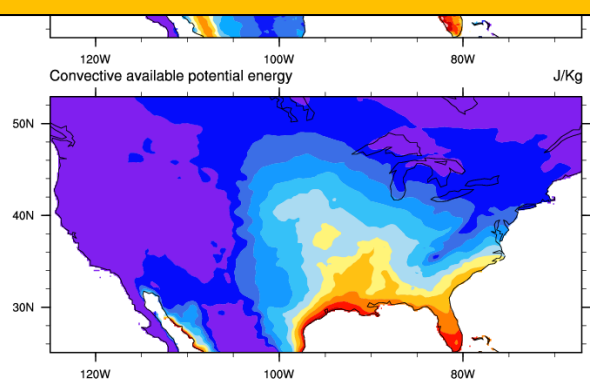 120W 100W 80W
Convective available potential energy J/Kg
50N
40N
30N
120W 100W 80W